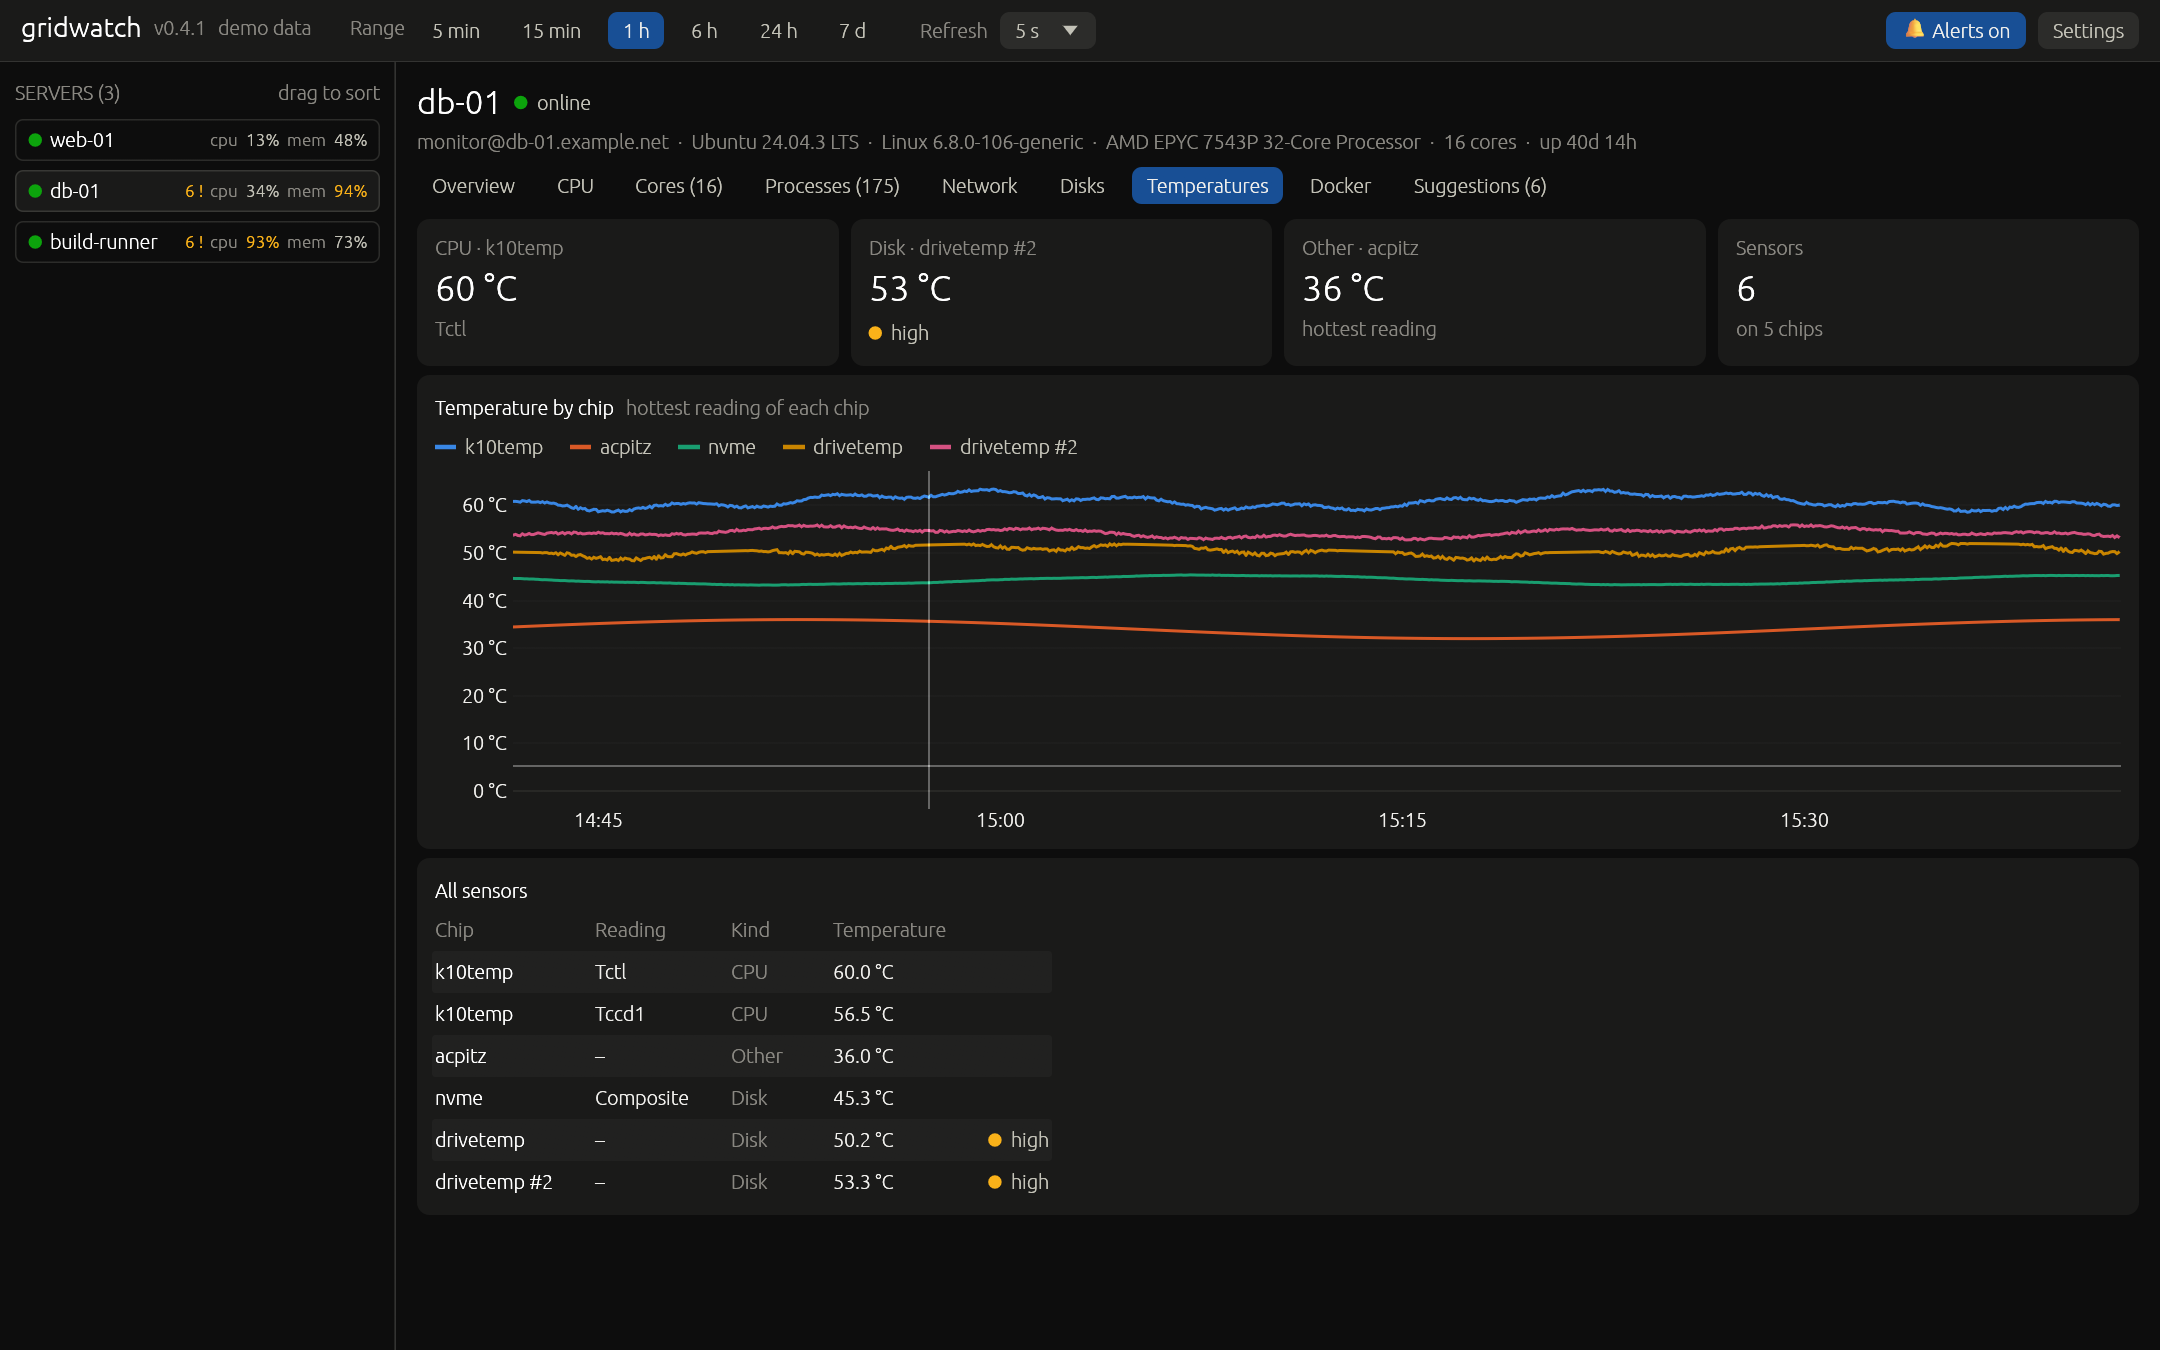 gridwatch v0.4.1 demo data Range 5 min 15 min 1 h 6 h 24 h 7 d Refresh 5 s Alerts on Settings
SERVERS (3) drag to sort
web-01 cpu 13% mem 48%
db-01 6 ! cpu 34% mem 94%
build-runner 6 ! cpu 93% mem 73%
db-01 online
monitor@db-01.example.net · Ubuntu 24.04.3 LTS · Linux 6.8.0-106-generic · AMD EPYC 7543P 32-Core Processor · 16 cores · up 40d 14h
Overview CPU Cores (16) Processes (175) Network Disks Temperatures Docker Suggestions (6)
CPU · k10temp
60 °C
Tctl
Disk · drivetemp #2
53 °C
high
Other · acpitz
36 °C
hottest reading
Sensors
6
on 5 chips
Temperature by chip hottest reading of each chip
k10temp acpitz nvme drivetemp drivetemp #2
60 °C
50 °C
40 °C
30 °C
20 °C
10 °C
0 °C
14:45 15:00 15:15 15:30
All sensors
Chip Reading Kind Temperature
k10temp Tctl CPU 60.0 °C
k10temp Tccd1 CPU 56.5 °C
acpitz – Other 36.0 °C
nvme Composite Disk 45.3 °C
drivetemp – Disk 50.2 °C high
drivetemp #2 – Disk 53.3 °C high